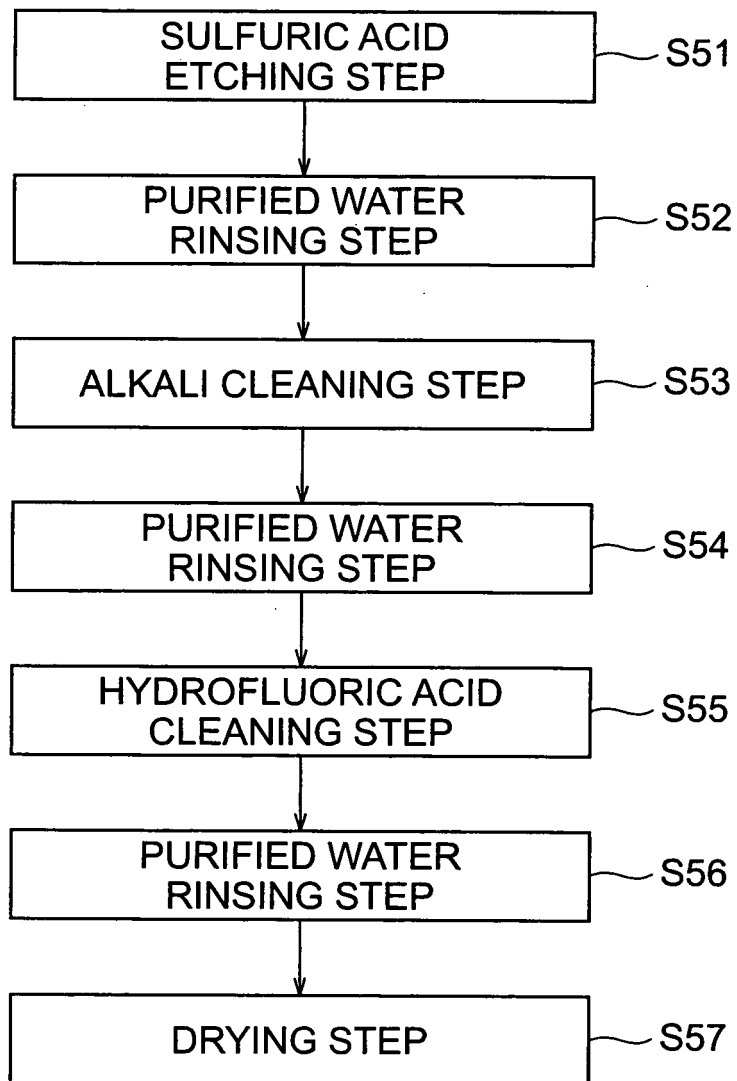 SULFURIC ACID
ETCHING STEP
S51
PURIFIED WATER
RINSING STEP
S52
ALKALI CLEANING STEP
S53
PURIFIED WATER
RINSING STEP
S54
HYDROFLUORIC ACID
CLEANING STEP
S55
PURIFIED WATER
RINSING STEP
S56
DRYING STEP
S57